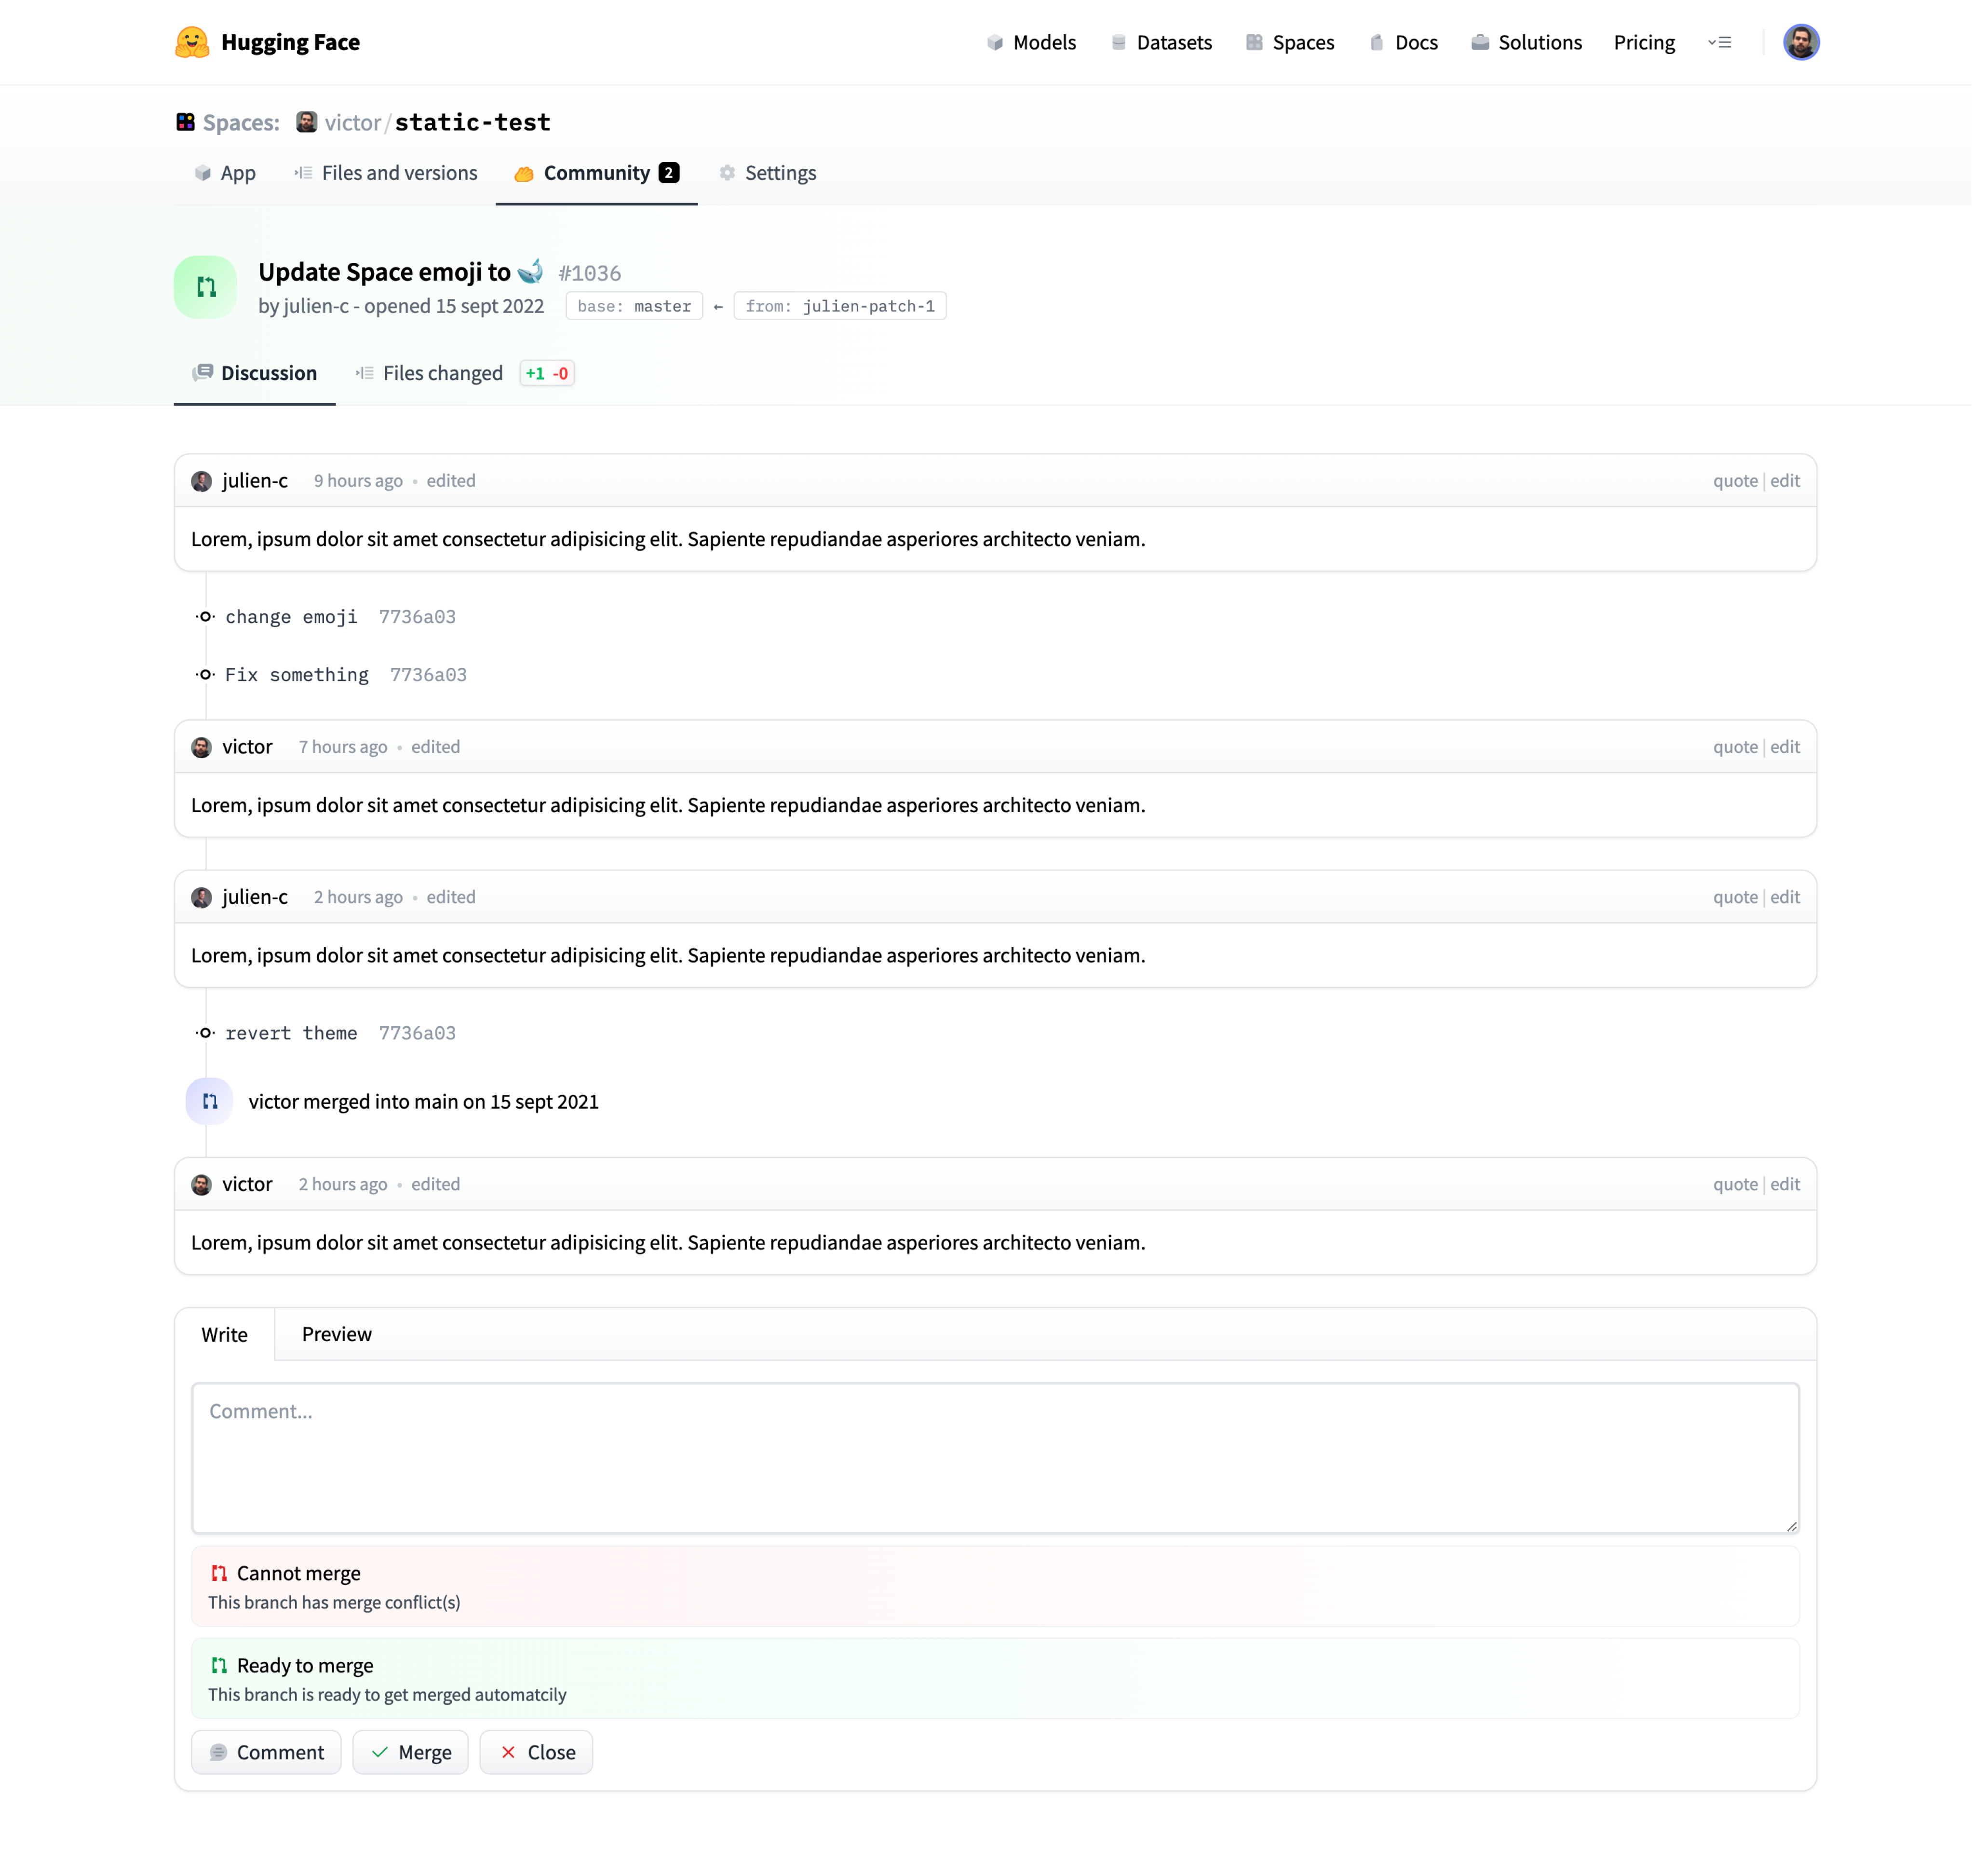 Hugging Face Models Datasets Spaces Docs Solutions Pricing
Spaces: victor/static-test
App Files and versions Community 2 Settings
Update Space emoji to 🐳 #1036
by julien-c - opened 15 sept 2022 base: master ← from: julien-patch-1
Discussion Files changed +1 -0
julien-c 9 hours ago • edited quote | edit
Lorem, ipsum dolor sit amet consectetur adipisicing elit. Sapiente repudiandae asperiores architecto veniam.
change emoji 7736a03
Fix something 7736a03
victor 7 hours ago • edited quote | edit
Lorem, ipsum dolor sit amet consectetur adipisicing elit. Sapiente repudiandae asperiores architecto veniam.
julien-c 2 hours ago • edited quote | edit
Lorem, ipsum dolor sit amet consectetur adipisicing elit. Sapiente repudiandae asperiores architecto veniam.
revert theme 7736a03
victor merged into main on 15 sept 2021
victor 2 hours ago • edited quote | edit
Lorem, ipsum dolor sit amet consectetur adipisicing elit. Sapiente repudiandae asperiores architecto veniam.
Write Preview
Comment...
Cannot merge
This branch has merge conflict(s)
Ready to merge
This branch is ready to get merged automatcily
Comment Merge Close